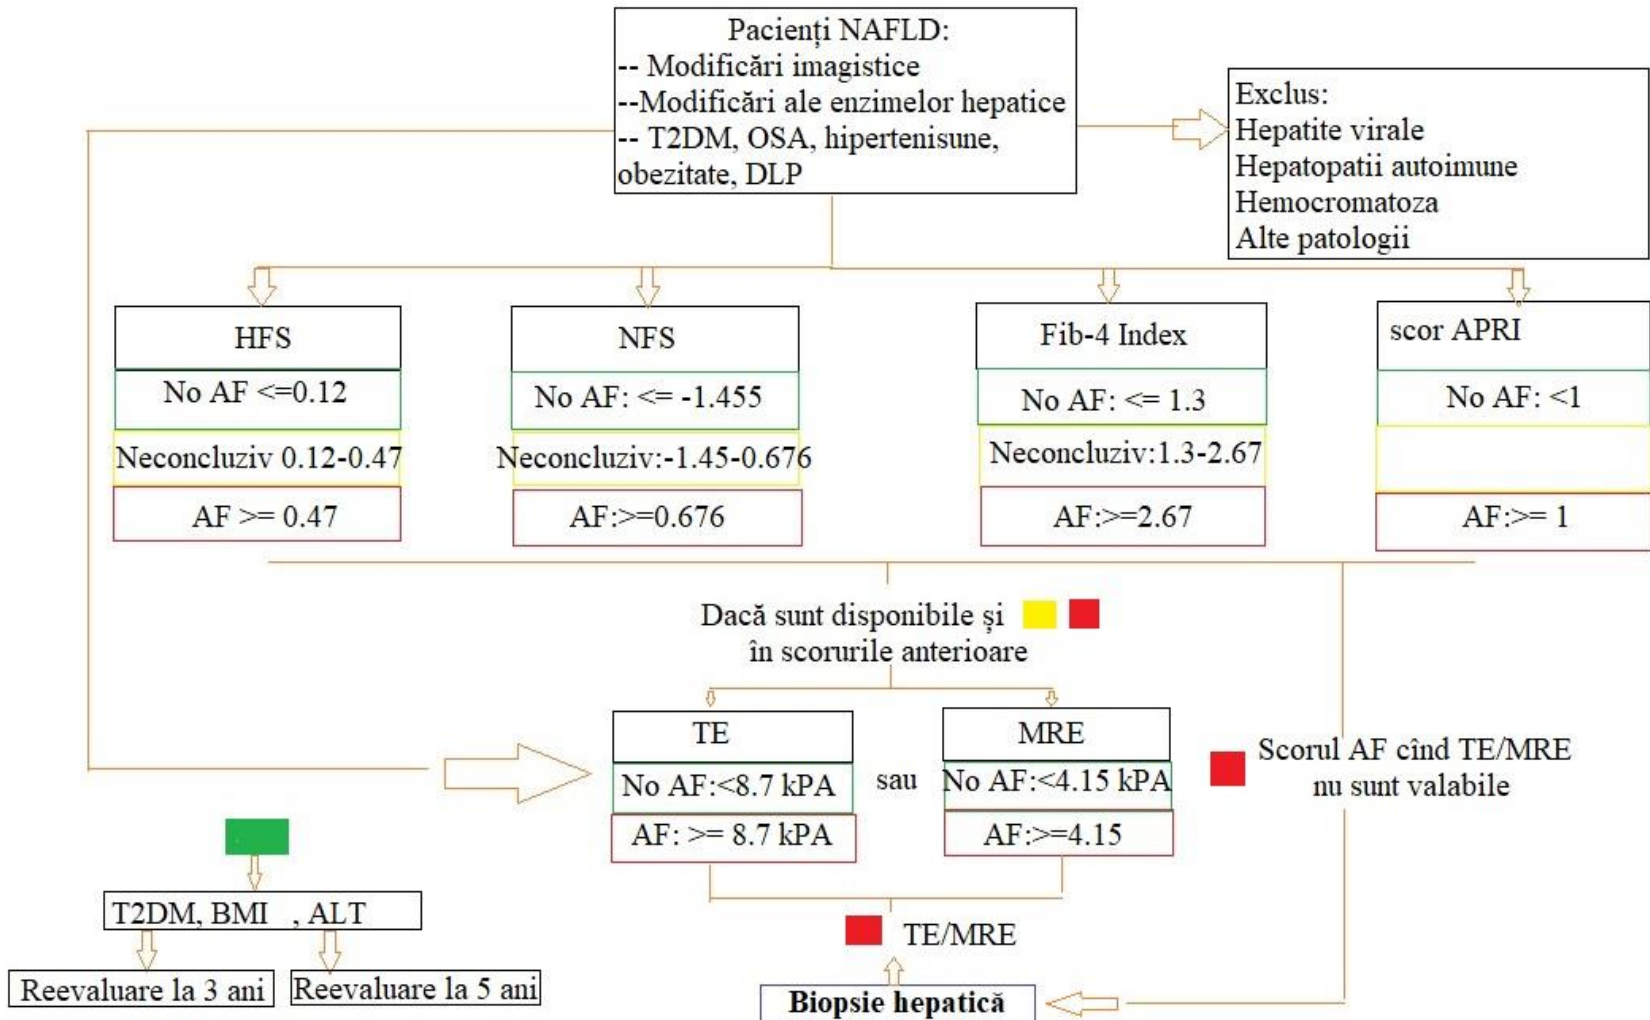 Pacienți NAFLD:
-- Modificări imagistice
--Modificări ale enzimelor hepatice
-- T2DM, OSA, hipertenisune,
obezitate, DLP
Exclus:
Hepatite virale
Hepatopatii autoimune
Hemocromatoza
Alte patologii
HFS
No AF <=0.12
Neconcluziv 0.12-0.47
AF >= 0.47
NFS
No AF: <= -1.455
Neconcluziv:-1.45-0.676
AF:>=0.676
Fib-4 Index
No AF: <= 1.3
Neconcluziv:1.3-2.67
AF:>=2.67
scor APRI
No AF: <1
AF:>= 1
Dacă sunt disponibile și
în scorurile anterioare
TE
No AF:<8.7 kPA
AF: >= 8.7 kPA
sau
MRE
No AF:<4.15 kPA
AF:>=4.15
Scorul AF cînd TE/MRE
nu sunt valabile
T2DM, BMI , ALT
Reevaluare la 3 ani
Reevaluare la 5 ani
TE/MRE
Biopsie hepatică